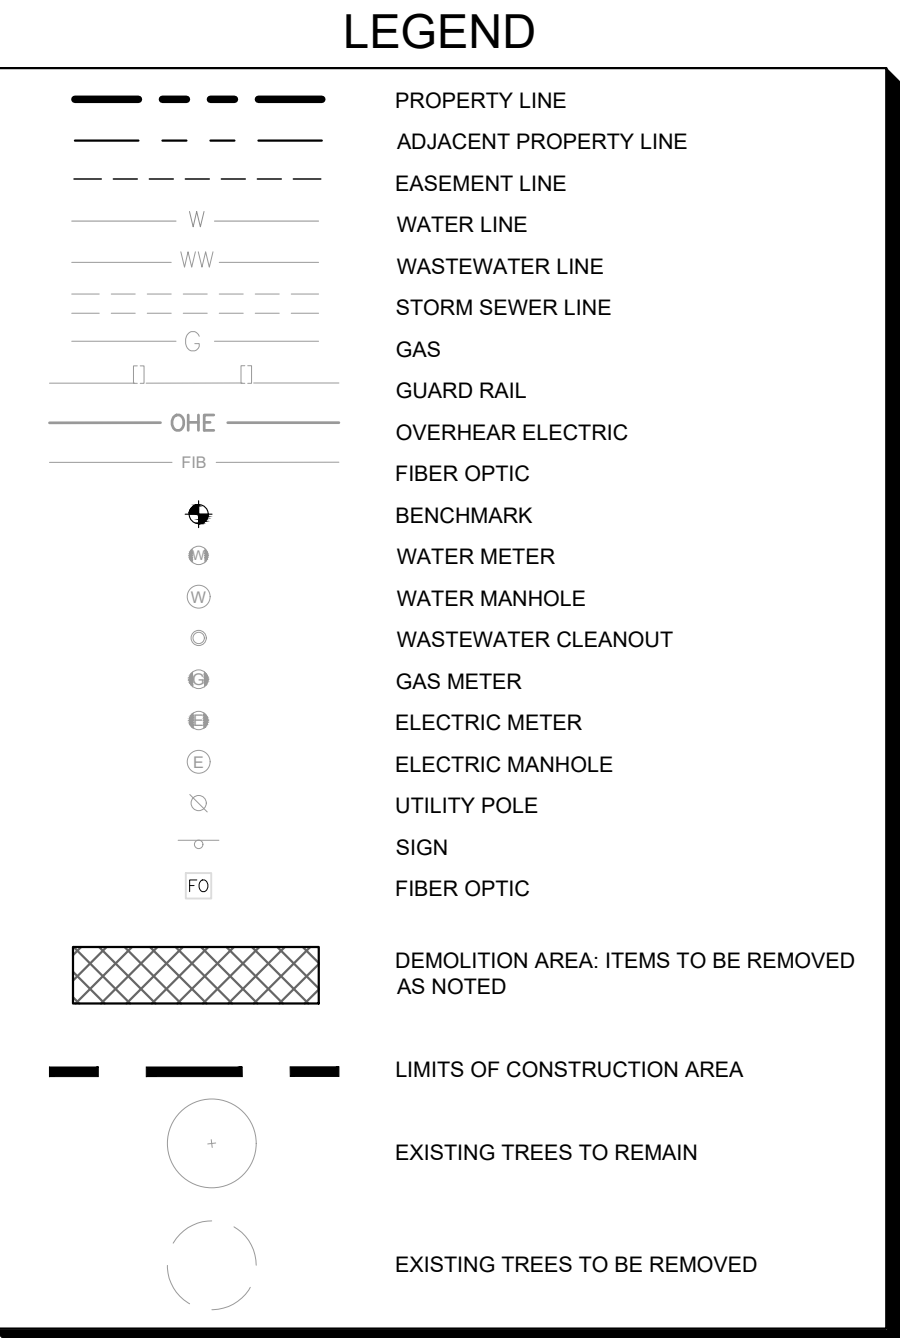 LEGEND
PROPERTY LINE
ADJACENT PROPERTY LINE
EASEMENT LINE
W WATER LINE
WW WASTEWATER LINE
STORM SEWER LINE
G GAS
GUARD RAIL
OHE OVERHEAR ELECTRIC
FIB FIBER OPTIC
BENCHMARK
W WATER METER
W WATER MANHOLE
WASTEWATER CLEANOUT
G GAS METER
E ELECTRIC METER
E ELECTRIC MANHOLE
UTILITY POLE
SIGN
FO FIBER OPTIC
DEMOLITION AREA: ITEMS TO BE REMOVED
AS NOTED
LIMITS OF CONSTRUCTION AREA
EXISTING TREES TO REMAIN
EXISTING TREES TO BE REMOVED